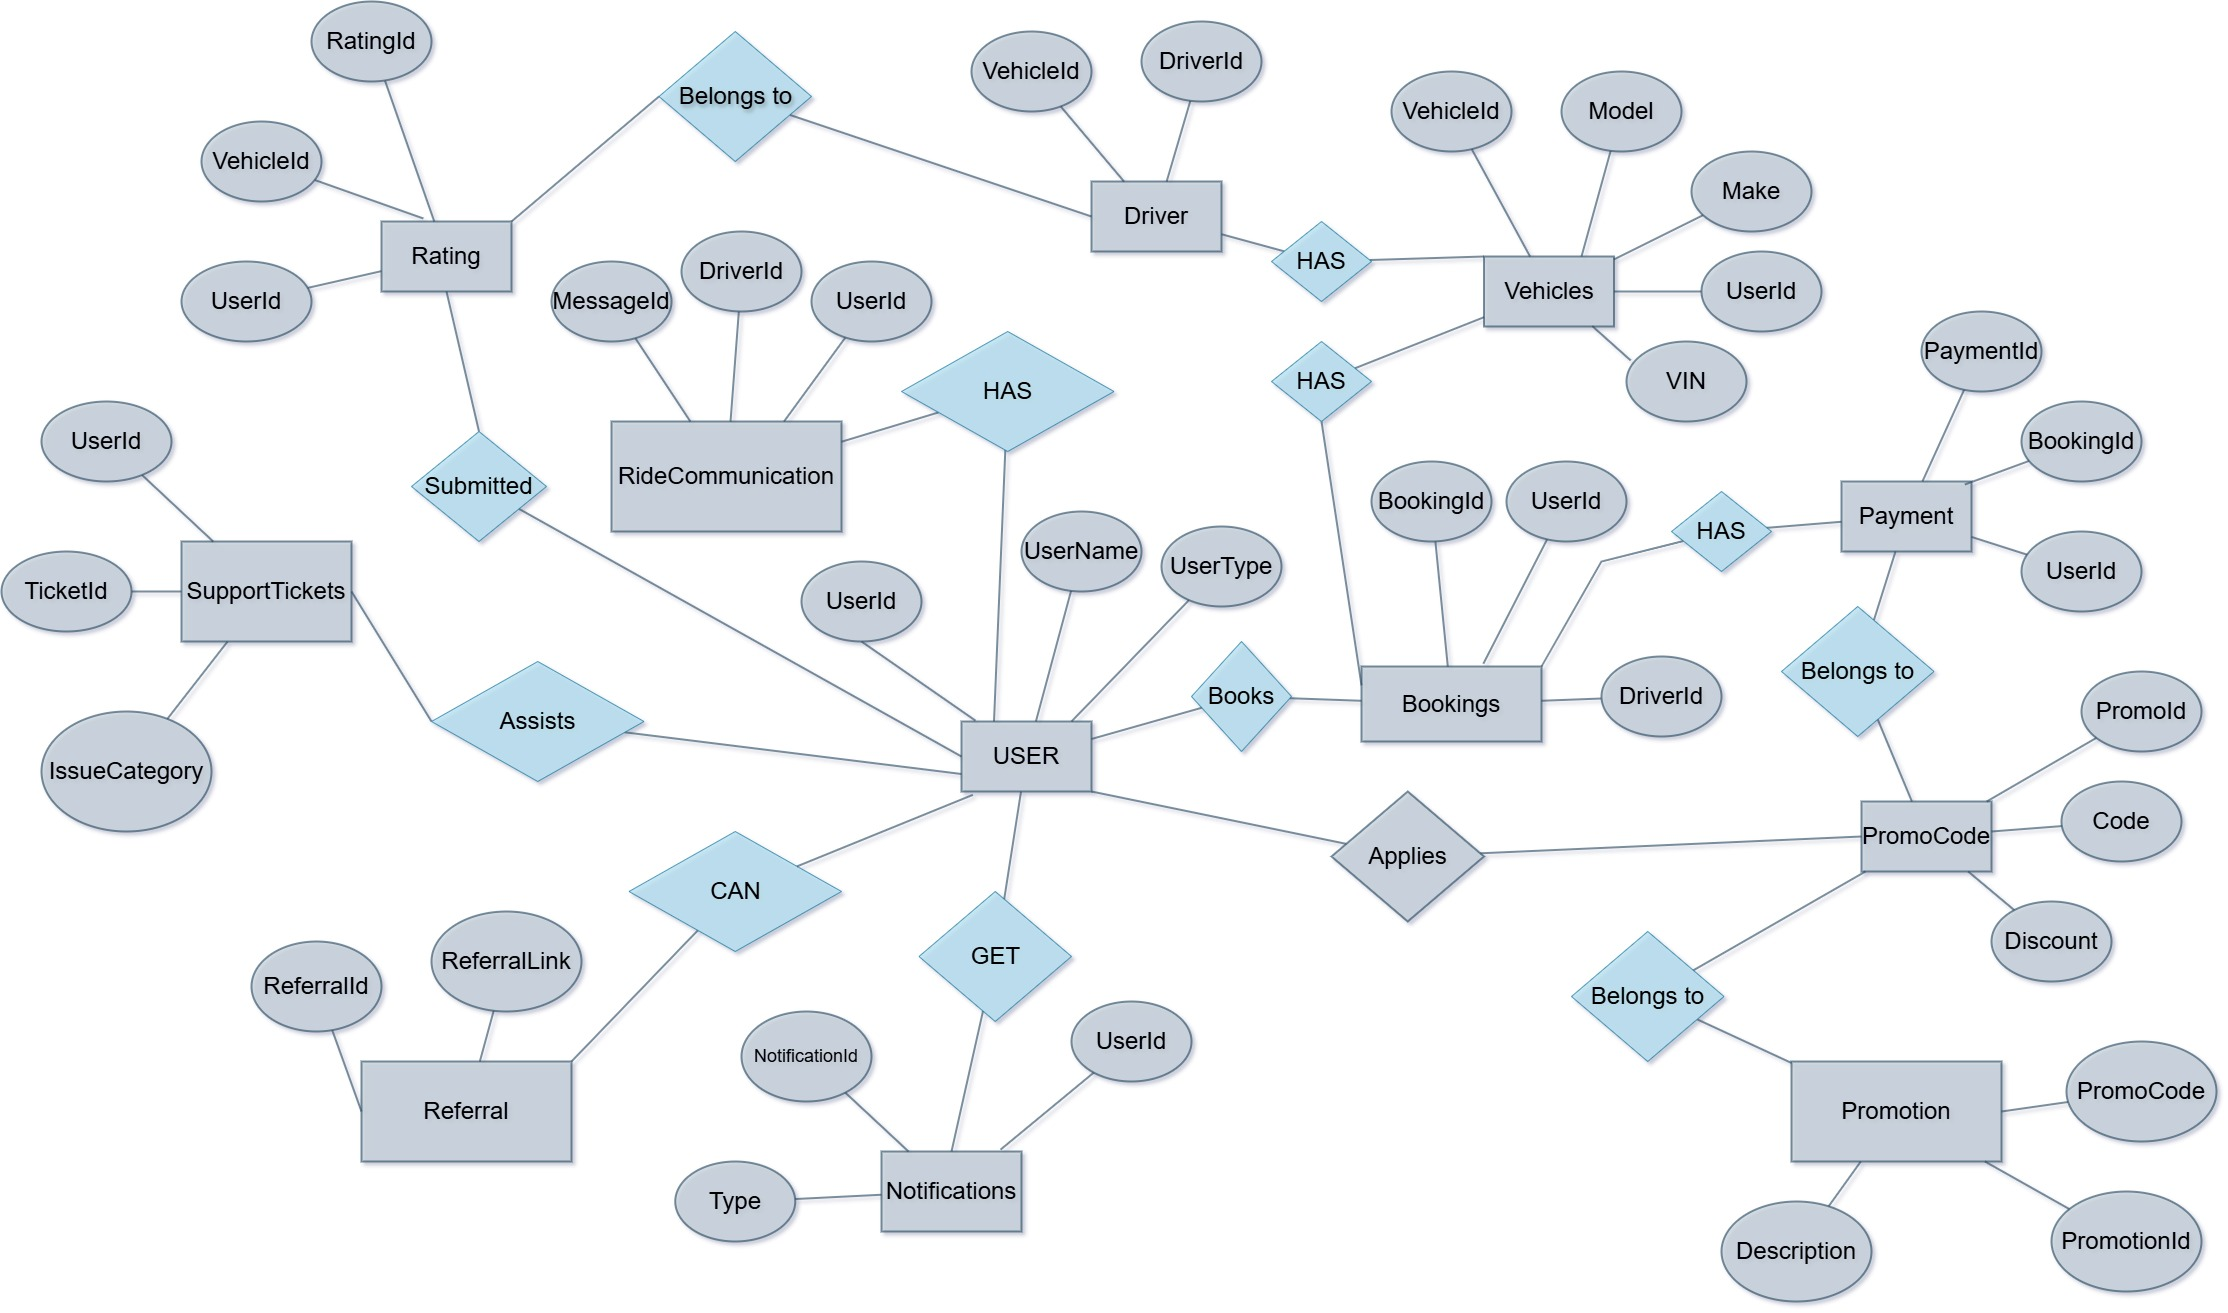 RatingId
Belongs to
VehicleId
DriverId
VehicleId
Model
VehicleId
Make
Driver
Rating
HAS
Vehicles
UserId
UserId
MessageId
DriverId
UserId
HAS
HAS
VIN
PaymentId
UserId
BookingId
Submitted
RideCommunication
BookingId
UserId
HAS
Payment
UserName
UserType
UserId
TicketId
SupportTickets
UserId
Belongs to
Books
Bookings
DriverId
PromoId
Assists
USER
IssueCategory
Code
PromoCode
Applies
CAN
Discount
GET
Belongs to
ReferralLink
ReferralId
NotificationId
UserId
PromoCode
Referral
Promotion
Notifications
Type
Description
PromotionId